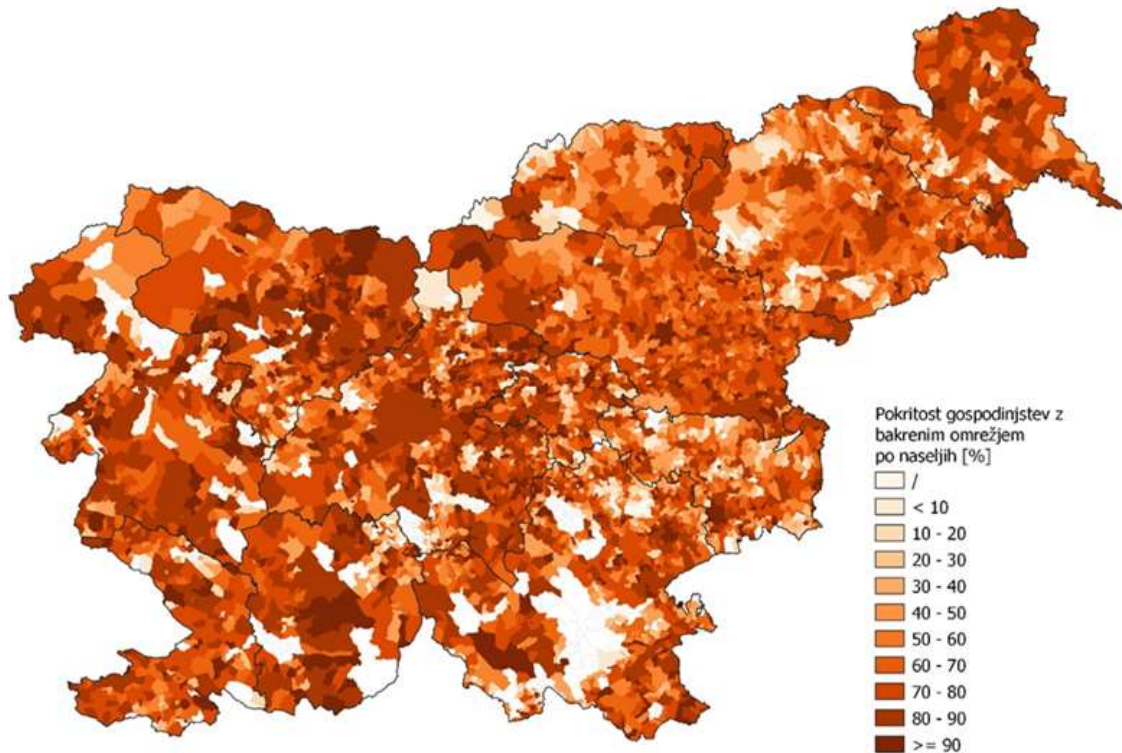 Pokritost gospodinjstev z
bakrenim omrežjem
po naseljih [%]
/
< 10
10 - 20
20 - 30
30 - 40
40 - 50
50 - 60
60 - 70
70 - 80
80 - 90
>= 90